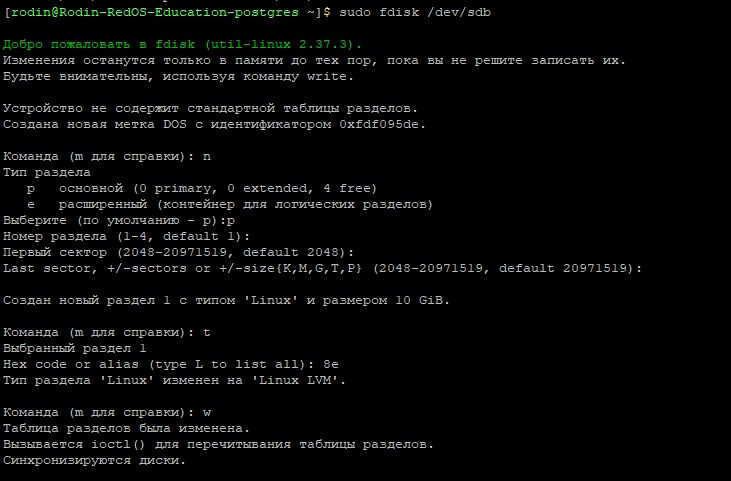 [rodin@Rodin-RedOS-Education-postgres ~]$ sudo fdisk /dev/sdb
Добро пожаловать в fdisk (util-linux 2.37.3).
Изменения останутся только в памяти до тех пор, пока вы не решите записать их.
Будьте внимательны, используя команду write.
Устройство не содержит стандартной таблицы разделов.
Создана новая метка DOS с идентификатором 0xfdf095de.
Команда (m для справки): n
Тип раздела
p основной (0 primary, 0 extended, 4 free)
e расширенный (контейнер для логических разделов)
Выберите (по умолчанию - p):p
Номер раздела (1-4, default 1):
Первый сектор (2048-20971519, default 2048):
Last sector, +/-sectors or +/-size{K,M,G,T,P} (2048-20971519, default 20971519):
Создан новый раздел 1 с типом 'Linux' и размером 10 GiB.
Команда (m для справки): t
Выбранный раздел 1
Hex code or alias (type L to list all): 8e
Тип раздела 'Linux' изменен на 'Linux LVM'.
Команда (m для справки): w
Таблица разделов была изменена.
Вызывается ioctl() для перечитывания таблицы разделов.
Синхронизируются диски.